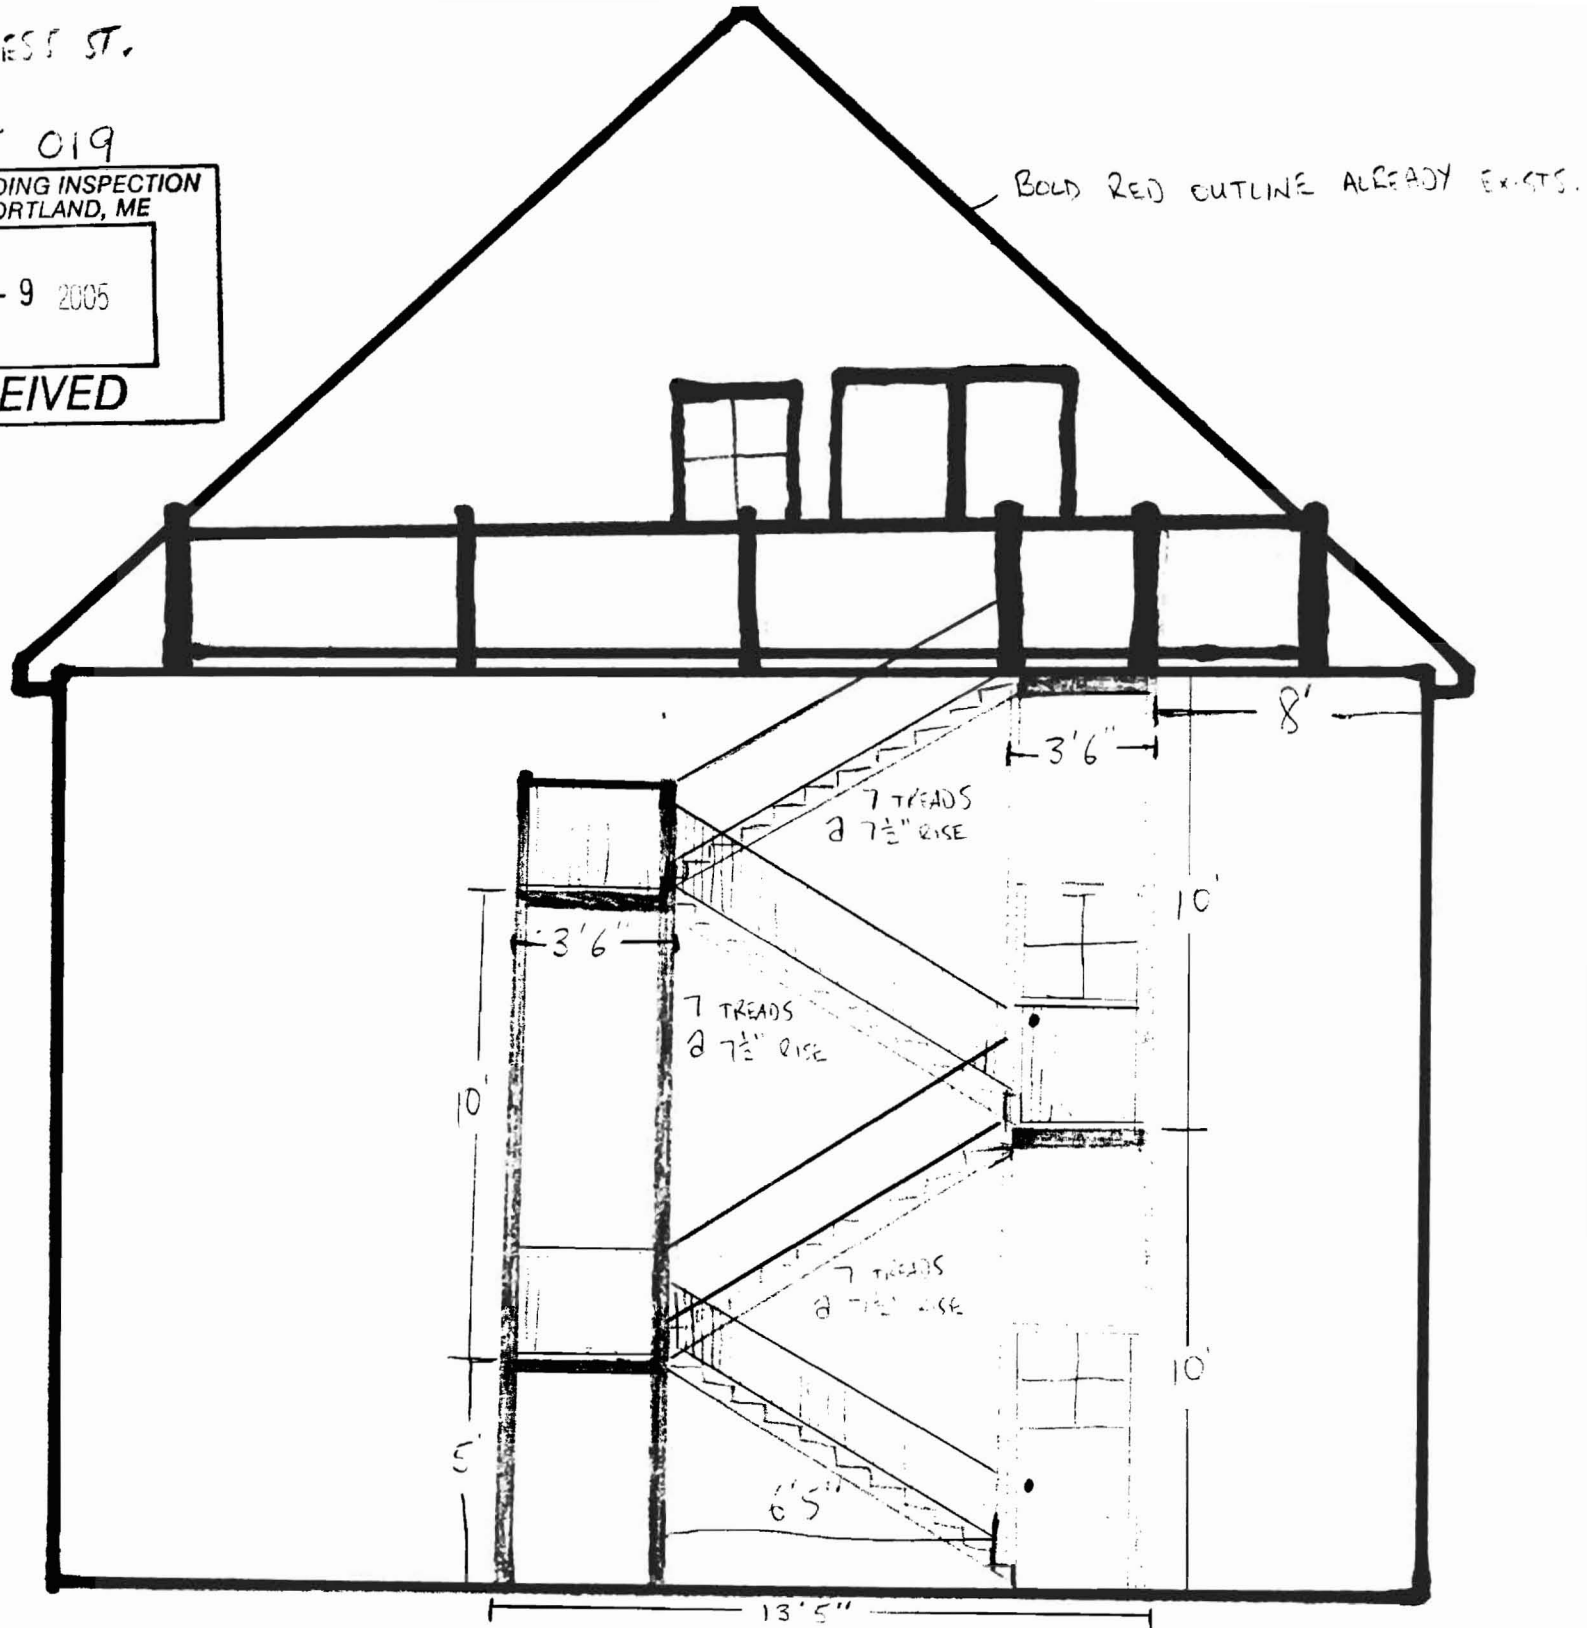 ESS ST.
019
DING INSPECTION
ORTLAND, ME
- 9 2005
EIVED
BOLD RED OUTLINE ALREADY EXISTS.
8'
3'6"
7 TREADS
@ 7½" RISE
10'
3'6"
7 TREADS
@ 7½" RISE
10'
7 TREADS
@ 7½" RISE
10'
5'
6'5"
13'5"